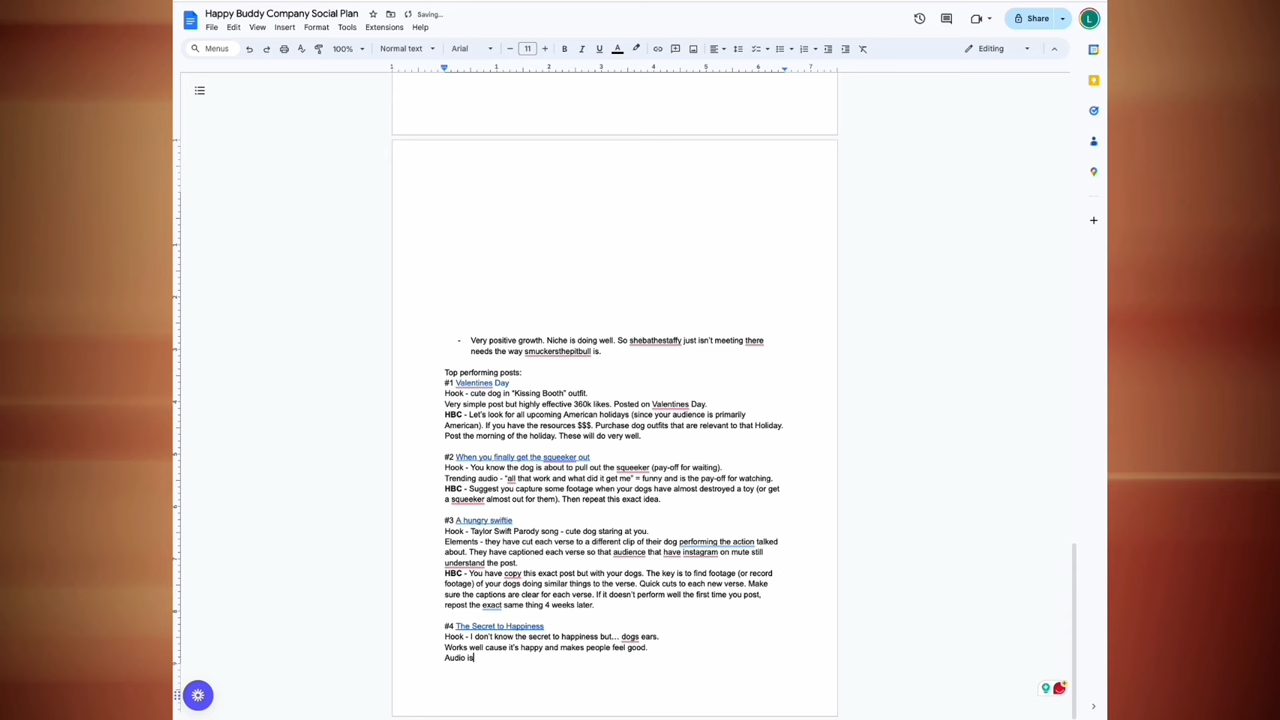 Happy Buddy Company Social Plan
Saving...
File Edit View Insert Format Tools Extensions Help
Share
L
Menus
100%
Normal text
Arial
11
B I U A
Editing
1 1 2 3 4 5 6 7
- Very positive growth. Niche is doing well. So shebathestaffy just isn't meeting there
needs the way smuckersthepitbull is.
Top performing posts:
#1 Valentines Day
Hook - cute dog in “Kissing Booth” outfit.
Very simple post but highly effective 360k likes. Posted on Valentines Day.
HBC - Let's look for all upcoming American holidays (since your audience is primarily
American). If you have the resources $$$. Purchase dog outfits that are relevant to that Holiday.
Post the morning of the holiday. These will do very well.
#2 When you finally get the squeeker out
Hook - You know the dog is about to pull out the squeeker (pay-off for waiting).
Trending audio - “all that work and what did it get me” = funny and is the pay-off for watching.
HBC - Suggest you capture some footage when your dogs have almost destroyed a toy (or get
a squeeker almost out for them). Then repeat this exact idea.
#3 A hungry swiftie
Hook - Taylor Swift Parody song - cute dog staring at you.
Elements - they have cut each verse to a different clip of their dog performing the action talked
about. They have captioned each verse so that audience that have instagram on mute still
understand the post.
HBC - You have copy this exact post but with your dogs. The key is to find footage (or record
footage) of your dogs doing similar things to the verse. Quick cuts to each new verse. Make
sure the captions are clear for each verse. If it doesn't perform well the first time you post,
repost the exact same thing 4 weeks later.
#4 The Secret to Happiness
Hook - I don't know the secret to happiness but... dogs ears.
Works well cause it's happy and makes people feel good.
Audio is